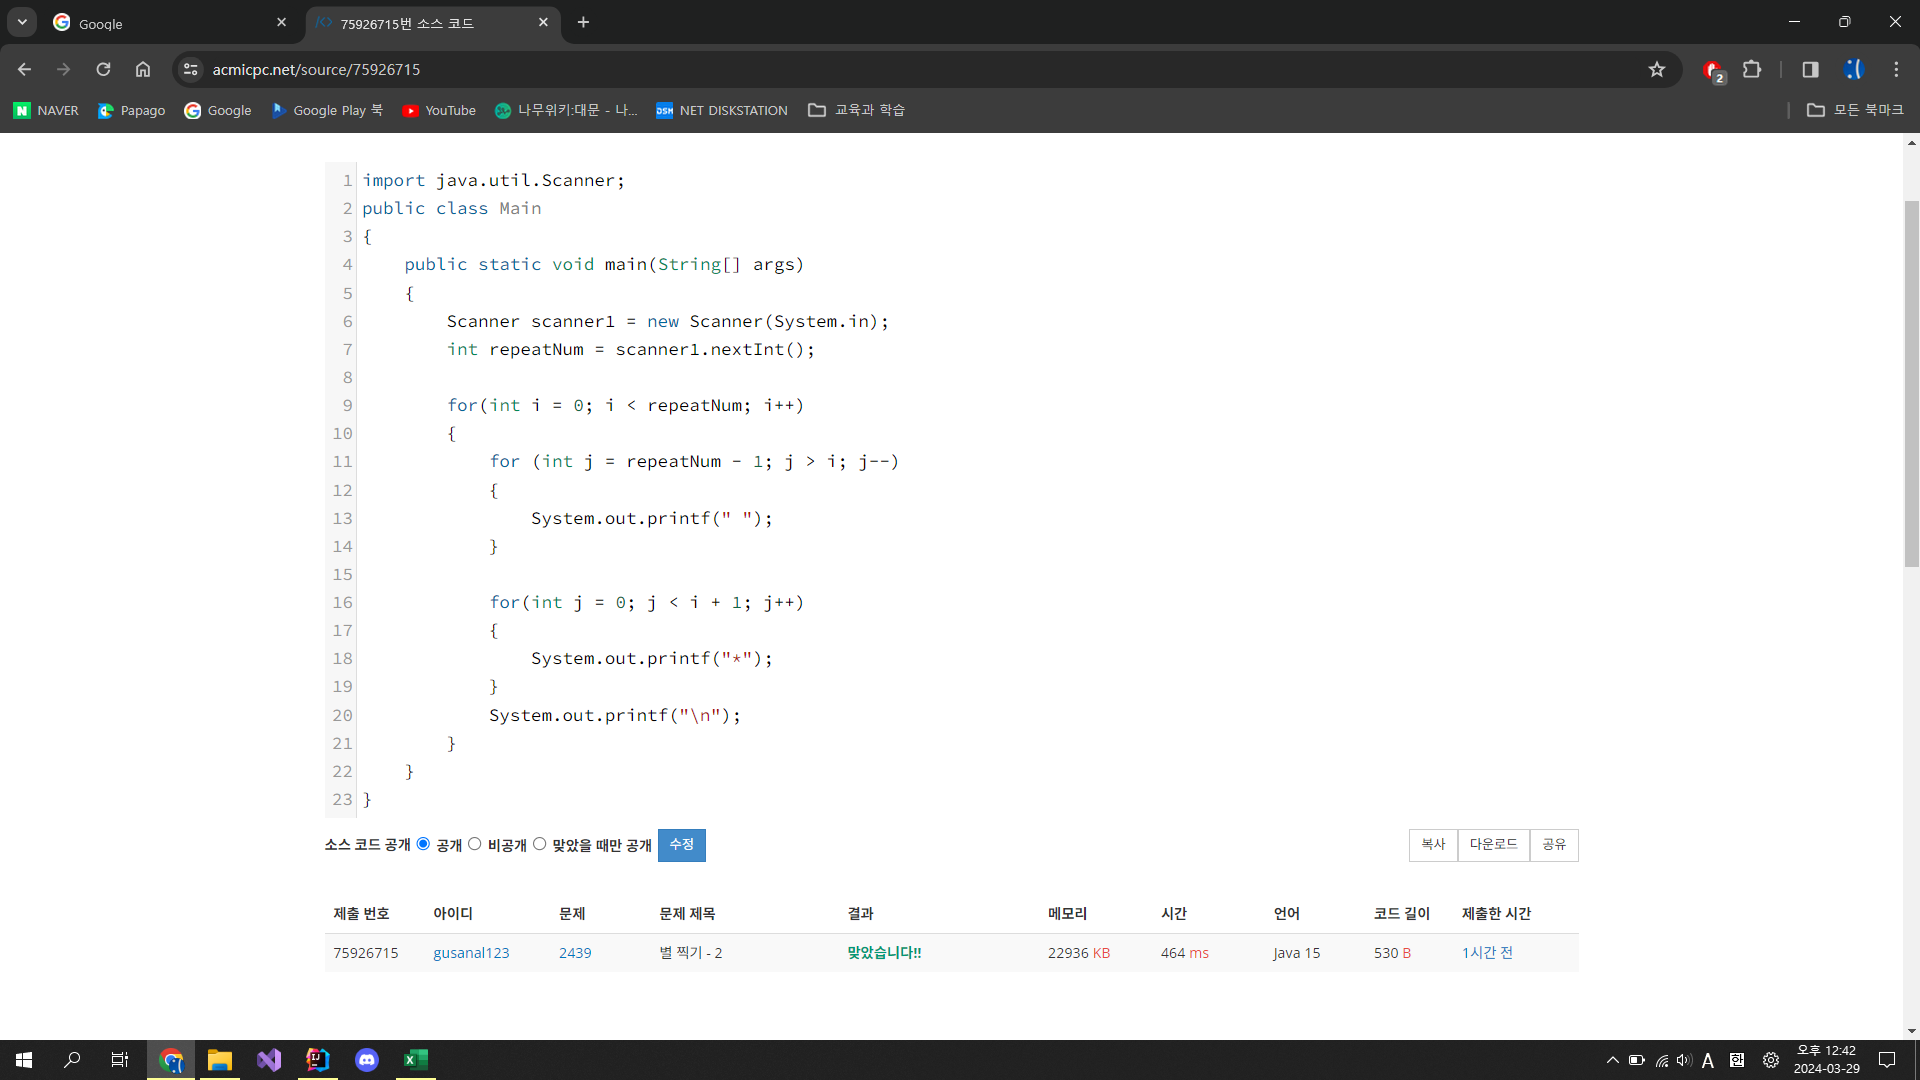 Google
75926715번 소스 코드
acmicpc.net/source/75926715
2
NAVER
Papago
Google
Google Play 북
YouTube
나무위키:대문 - 나...
DSM NET DISKSTATION
교육과 학습
모든 북마크
1 import java.util.Scanner;
2 public class Main
3 {
4     public static void main(String[] args)
5     {
6         Scanner scanner1 = new Scanner(System.in);
7         int repeatNum = scanner1.nextInt();
8
9         for(int i = 0; i < repeatNum; i++)
10         {
11             for (int j = repeatNum - 1; j > i; j--)
12             {
13                 System.out.printf(" ");
14             }
15
16             for(int j = 0; j < i + 1; j++)
17             {
18                 System.out.printf("*");
19             }
20             System.out.printf("\n");
21         }
22     }
23 }
소스 코드 공개 공개 비공개 맞았을 때만 공개 수정
복사 다운로드 공유
제출 번호 아이디 문제 문제 제목 결과 메모리 시간 언어 코드 길이 제출한 시간
75926715 gusanal123 2439 별 찍기 - 2 맞았습니다!! 22936 KB 464 ms Java 15 530 B 1시간 전
A
오후 12:42
2024-03-29